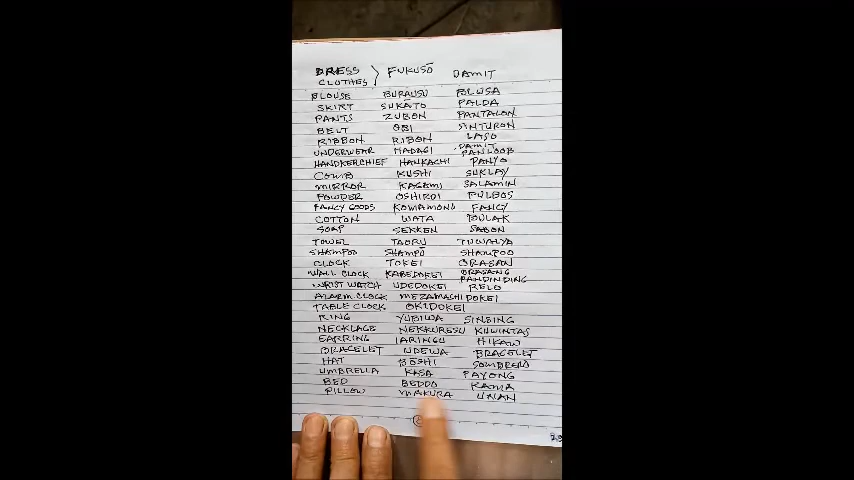 DRESS CLOTHES > FUKUSŌ DAMIT
BLOUSE BURAUSU BLUSA
SKIRT SUKATO PALDA
PANTS ZUBON PANTALON
BELT OBI SINTURON
RIBBON RIBON LASO
UNDERWEAR HADAGI DAMIT PANLOOB
HANDKERCHIEF HANKACHI PANYO
COMB KUSHI SUKLAY
MIRROR KAGAMI SALAMIN
POWDER OSHIROI PULBOS
FANCY GOODS KOMAMONO FANCY
COTTON WATA BULAK
SOAP SEKKEN SABON
TOWEL TAORU TUWALYA
SHAMPOO SHAMPŪ SHAMPOO
CLOCK TOKEI ORASAN
WALL CLOCK KABEDOKEI ORASANG PANDINDING
WRIST WATCH UDEDOKEI RELO
ALARM CLOCK MEZAMASHIDOKEI
TABLE CLOCK OKIDOKEI
RING YUBIWA SINSING
NECKLACE NEKKURESU KUWINTAS
EARRING IARINGU HIKAW
BRACELET UDEWA BRACELET
HAT BOSHI SOMBRERO
UMBRELLA KASA PAYONG
BED BEDDO KAMA
PILLOW MAKURA UNAN